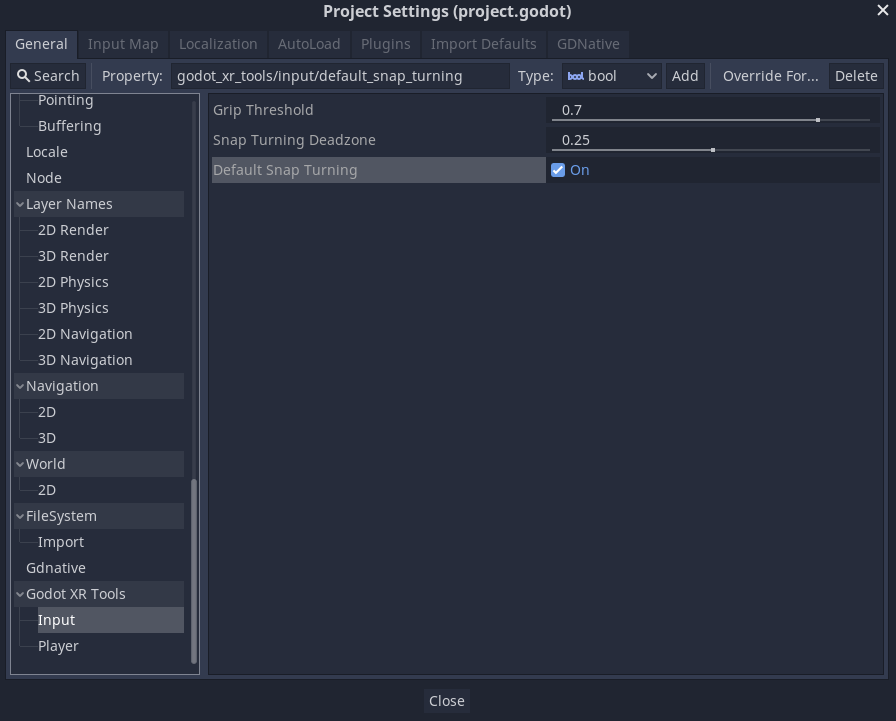 Project Settings (project.godot)
General Input Map Localization AutoLoad Plugins Import Defaults GDNative
Search Property: godot_xr_tools/input/default_snap_turning Type: bool bool Add Override For... Delete
Pointing
Buffering
Locale
Node
Layer Names
2D Render
3D Render
2D Physics
3D Physics
2D Navigation
3D Navigation
Navigation
2D
3D
World
2D
FileSystem
Import
Gdnative
Godot XR Tools
Input
Player
Grip Threshold 0.7
Snap Turning Deadzone 0.25
Default Snap Turning On
Close